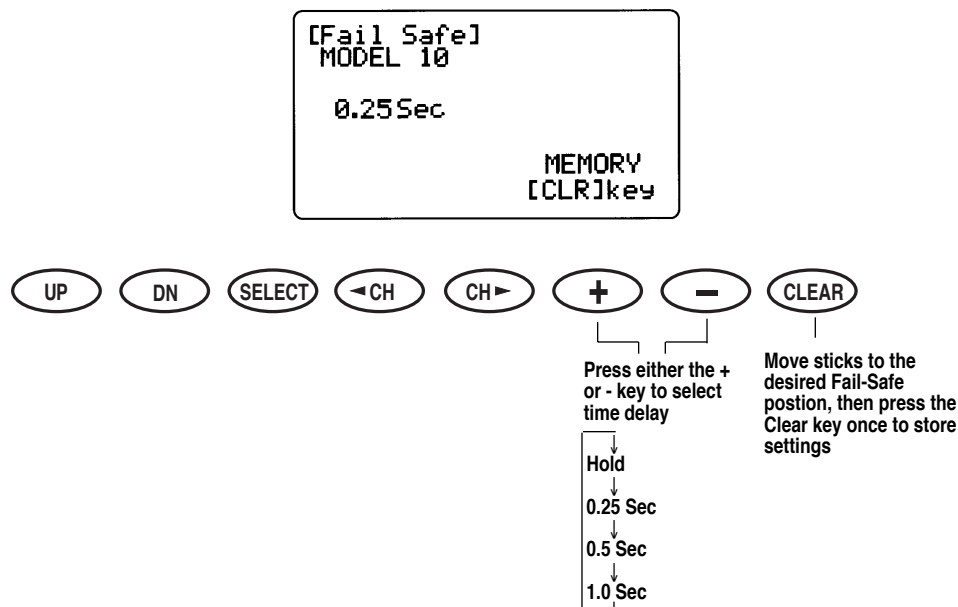 [Fail Safe]
MODEL 10
0.25Sec
MEMORY
[CLR]key
UP DN SELECT ◄CH CH► + − CLEAR
Press either the +
or - key to select
time delay
Move sticks to the
desired Fail-Safe
postion, then press the
Clear key once to store
settings
Hold
0.25 Sec
0.5 Sec
1.0 Sec